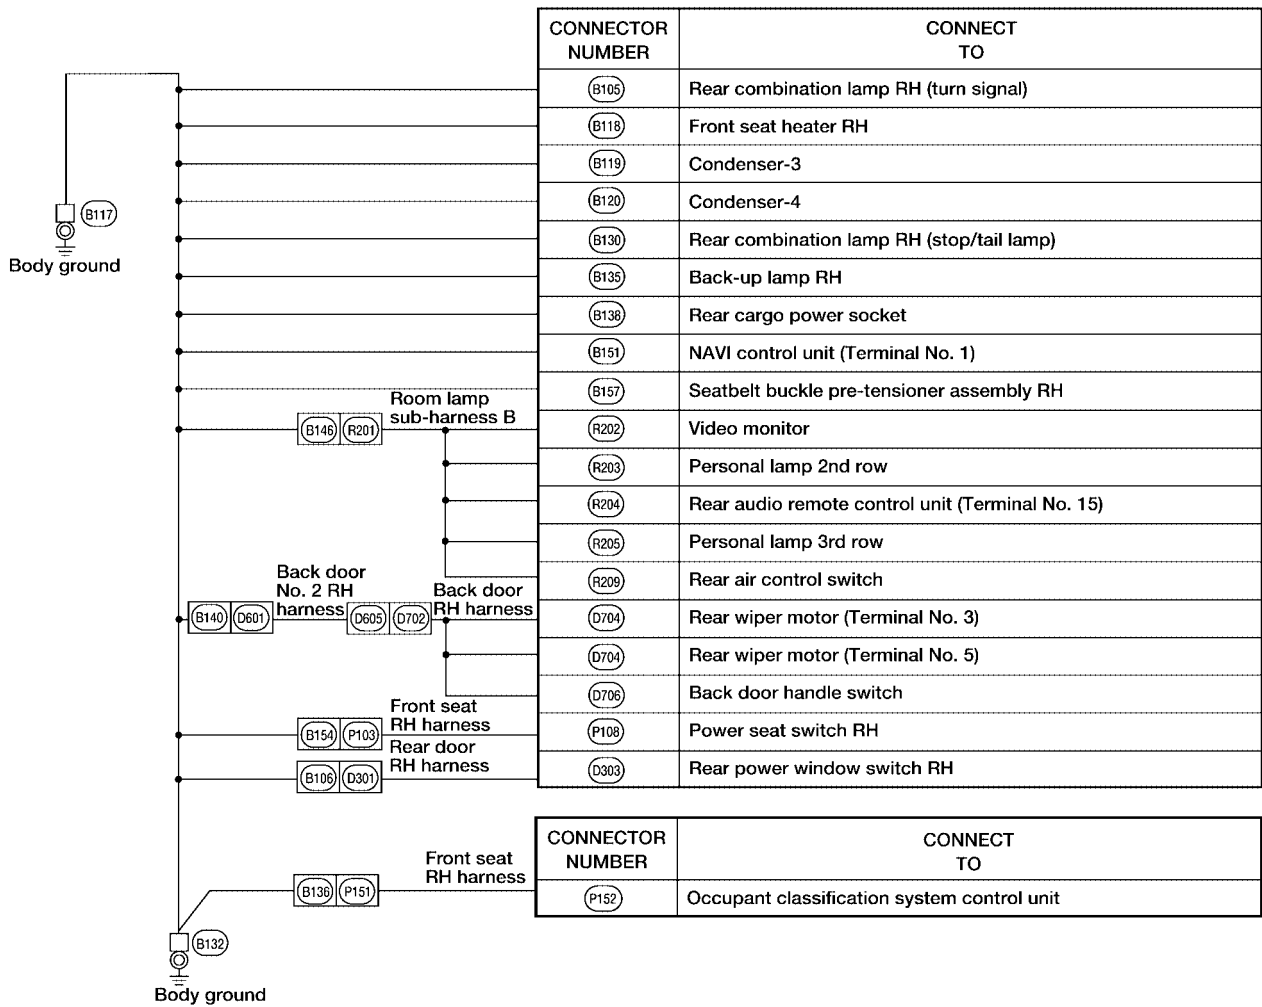 CONNECTOR
NUMBER
CONNECT
TO
B105
Rear combination lamp RH (turn signal)
B118
Front seat heater RH
B119
Condenser-3
B120
Condenser-4
B117
Body ground
B130
Rear combination lamp RH (stop/tail lamp)
B135
Back-up lamp RH
B138
Rear cargo power socket
B151
NAVI control unit (Terminal No. 1)
B157
Seatbelt buckle pre-tensioner assembly RH
Room lamp
sub-harness B
B146 R201
R202
Video monitor
R203
Personal lamp 2nd row
R204
Rear audio remote control unit (Terminal No. 15)
R205
Personal lamp 3rd row
R209
Rear air control switch
Back door
No. 2 RH
harness
Back door
RH harness
B140 D601
D605 D702
D704
Rear wiper motor (Terminal No. 3)
D704
Rear wiper motor (Terminal No. 5)
D706
Back door handle switch
Front seat
RH harness
B154 P103
P108
Power seat switch RH
Rear door
RH harness
B106 D301
D303
Rear power window switch RH
CONNECTOR
NUMBER
CONNECT
TO
Front seat
RH harness
B136 P151
P152
Occupant classification system control unit
B132
Body ground